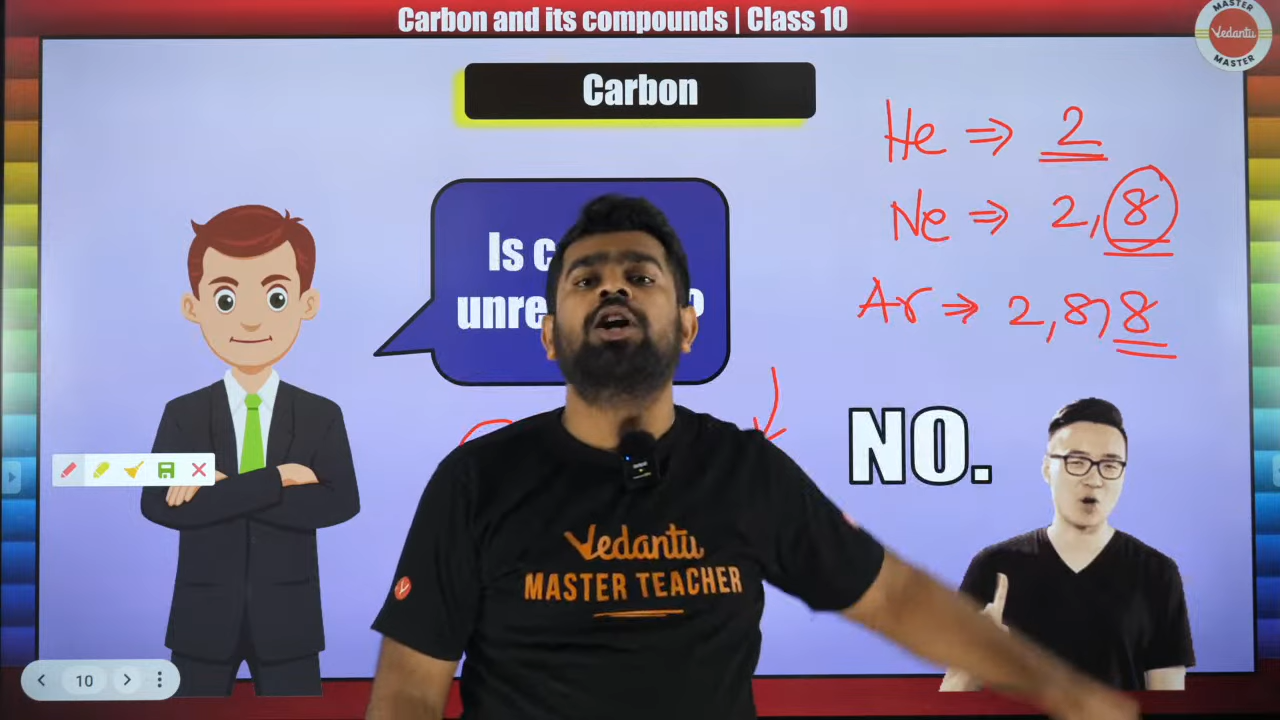 Carbon and its compounds | Class 10
MASTER
Vedantu
MASTER
Carbon
He ⇒ 2
Ne ⇒ 2, 8
Ar ⇒ 2, 8, 8
Is
?
NO.
Vedantu
MASTER TEACHER
10